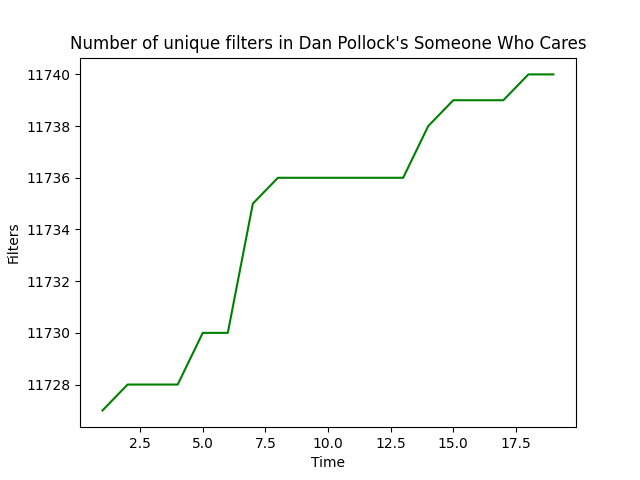 Number of unique filters in Dan Pollock's Someone Who Cares
11740
11738
11736
11734
11732
11730
11728
Filters
2.5 5.0 7.5 10.0 12.5 15.0 17.5
Time